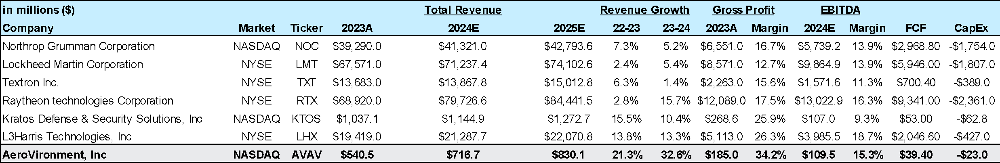 in millions ($) Total Revenue Revenue Growth Gross Profit EBITDA
Company Market Ticker 2023A 2024E 2025E 22-23 23-24 2023A Margin 2024E Margin FCF CapEx
Northrop Grumman Corporation NASDAQ NOC $39,290.0 $41,321.0 $42,793.6 7.3% 5.2% $6,551.0 16.7% $5,739.2 13.9% $2,968.80 -$1,754.0
Lockheed Martin Corporation NYSE LMT $67,571.0 $71,237.4 $74,102.6 2.4% 5.4% $8,571.0 12.7% $9,864.9 13.9% $5,946.00 -$1,807.0
Textron Inc. NYSE TXT $13,683.0 $13,867.8 $15,012.8 6.3% 1.4% $2,263.0 15.6% $1,571.6 11.3% $700.40 -$389.0
Raytheon technologies Corporation NYSE RTX $68,920.0 $79,726.6 $84,441.5 2.8% 15.7% $12,089.0 17.5% $13,022.9 16.3% $9,341.00 -$2,361.0
Kratos Defense & Security Solutions, Inc NASDAQ KTOS $1,037.1 $1,144.9 $1,272.7 15.5% 10.4% $268.6 25.9% $107.0 9.3% $53.00 -$62.8
L3Harris Technologies, Inc NYSE LHX $19,419.0 $21,287.7 $22,070.8 13.8% 13.3% $5,113.0 26.3% $3,985.5 18.7% $2,046.60 -$427.0
AeroVironment, Inc NASDAQ AVAV $540.5 $716.7 $830.1 21.3% 32.6% $185.0 34.2% $109.5 15.3% $39.40 -$23.0